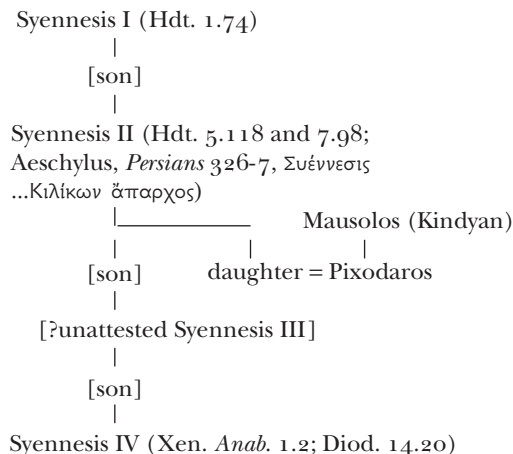 Syennesis I (Hdt. 1.74)
[son]
Syennesis II (Hdt. 5.118 and 7.98;
Aeschylus, Persians 326-7, Συέννεσις
...Κιλίκων ἄπαρχος)
Mausolos (Kindyan)
[son] daughter = Pixodaros
[?unattested Syennesis III]
[son]
Syennesis IV (Xen. Anab. 1.2; Diod. 14.20)